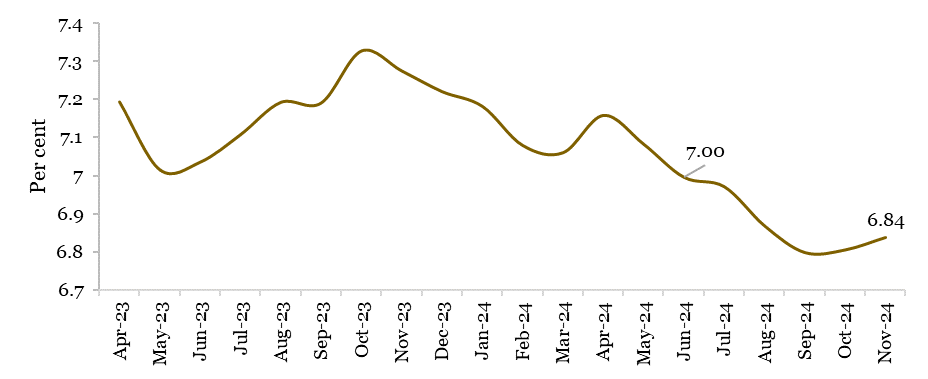 7.4
7.3
7.2
7.1
7
6.9
6.8
6.7
Per cent
7.00
6.84
Apr-23
May-23
Jun-23
Jul-23
Aug-23
Sep-23
Oct-23
Nov-23
Dec-23
Jan-24
Feb-24
Mar-24
Apr-24
May-24
Jun-24
Jul-24
Aug-24
Sep-24
Oct-24
Nov-24